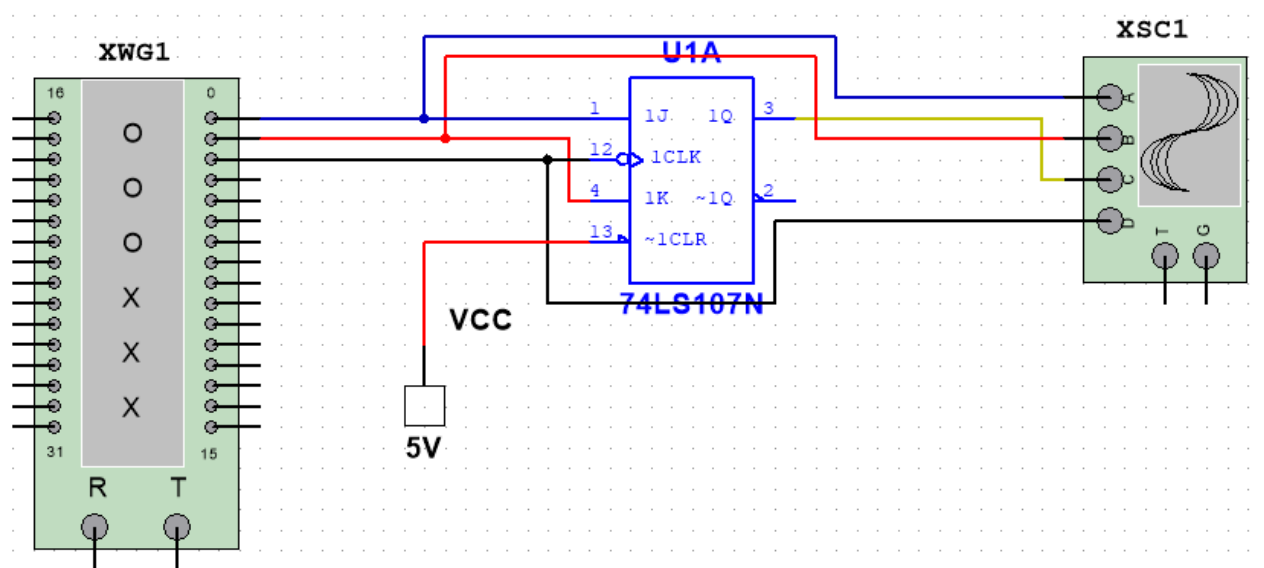 XWG1
16
0
O
O
O
X
X
X
31
15
R
T
U1A
1
1J
1Q
3
12
1CLK
4
1K
~1Q
2
13
~1CLR
74LS107N
VCC
5V
XSC1
A
B
C
D
T
G